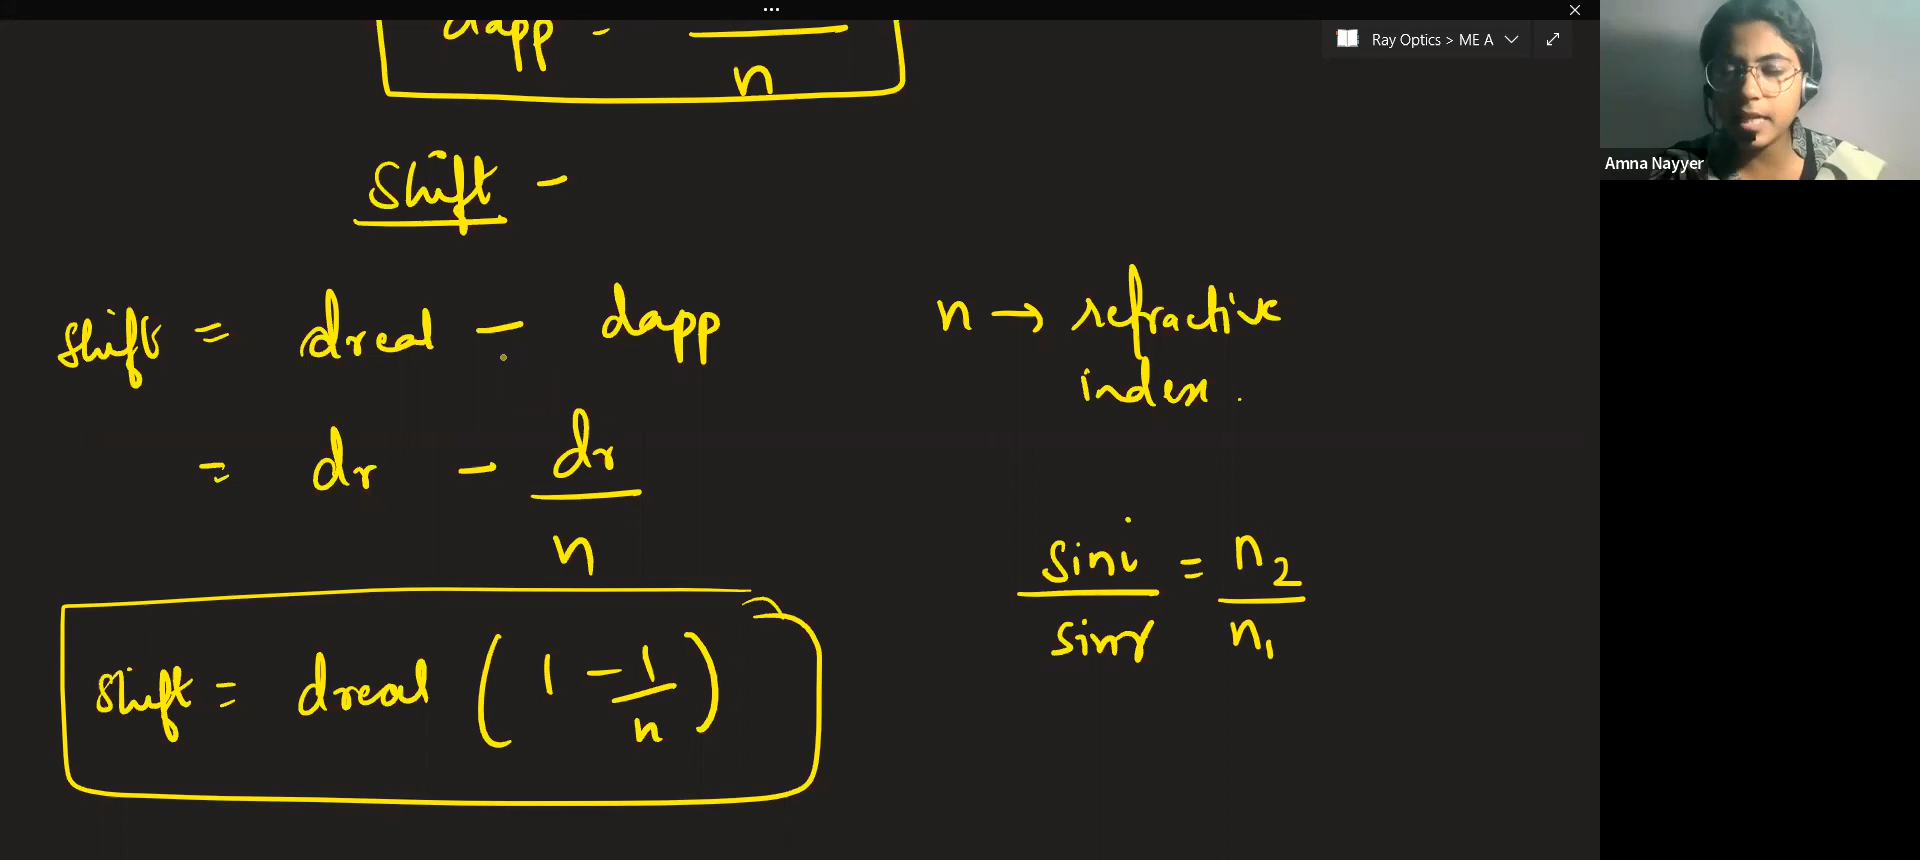 dapp = 
n
Ray Optics > ME A
Amna Nayyer
Shift -
Shift = dreal - dapp
n → refractive
index.
= dr - dr/n
sini/sinr = n₂/n₁
Shift = dreal (1 - 1/n)